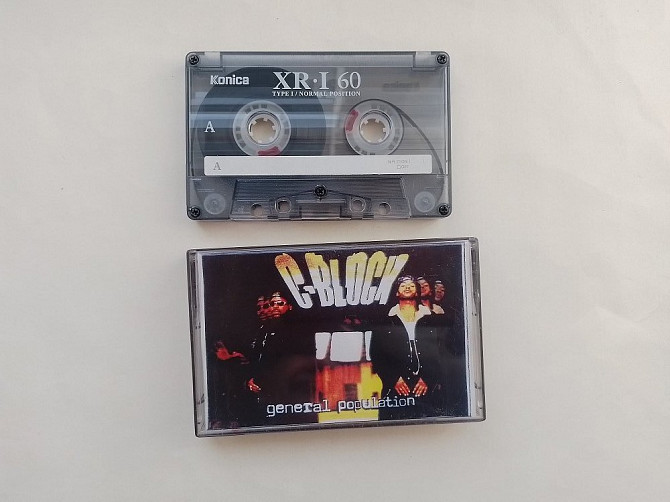 Konica
XR·I 60
TYPE I / NORMAL POSITION
A
A
C-BLOCK
general population